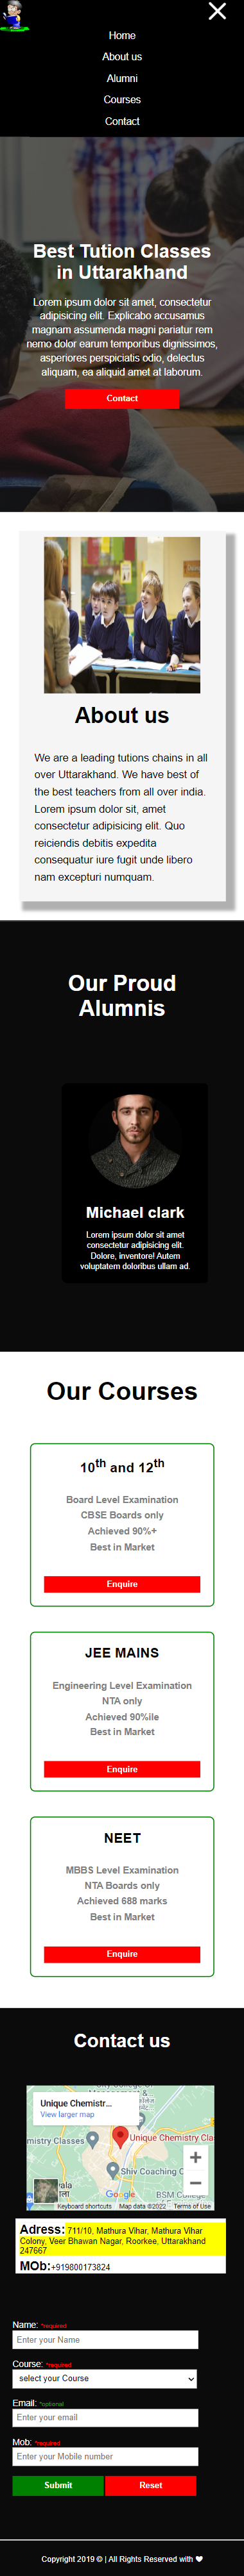 Home
About us
Alumni
Courses
Contact
Best Tution Classes
in Uttarakhand
Lorem ipsum dolor sit amet, consectetur
adipisicing elit. Explicabo accusamus
magnam assumenda magni pariatur rem
nemo dolor earum temporibus dignissimos,
asperiores perspiciatis odio, delectus
aliquam, ea aliquid amet at laborum.
Contact
About us
We are a leading tutions chains in all
over Uttarakhand. We have best of
the best teachers from all over india.
Lorem ipsum dolor sit, amet
consectetur adipisicing elit. Quo
reiciendis debitis expedita
consequatur iure fugit unde libero
nam excepturi numquam.
Our Proud
Alumnis
Michael clark
Lorem ipsum dolor sit amet
consectetur adipisicing elit.
Dolore, inventore! Autem
voluptatem doloribus ullam ad.
Our Courses
10th and 12th
Board Level Examination
CBSE Boards only
Achieved 90%+
Best in Market
Enquire
JEE MAINS
Engineering Level Examination
NTA only
Achieved 90%ile
Best in Market
Enquire
NEET
MBBS Level Examination
NTA Boards only
Achieved 688 marks
Best in Market
Enquire
Contact us
Unique Chemistr...
View larger map
mistry Classes
Unique Chemistry Cla
Shiv Coaching C
Google
BSM College
Keyboard shortcuts Map data ©2022 Terms of Use
Adress: 711/10, Mathura Vihar, Mathura Vihar
Colony, Veer Bhawan Nagar, Roorkee, Uttarakhand
247667
MOb:+919800173824
Name: *required
Enter your Name
Course: *required
select your Course
Email: *optional
Enter your email
Mob: *required
Enter your Mobile number
Submit Reset
Copyright 2019 © | All Rights Reserved with ❤